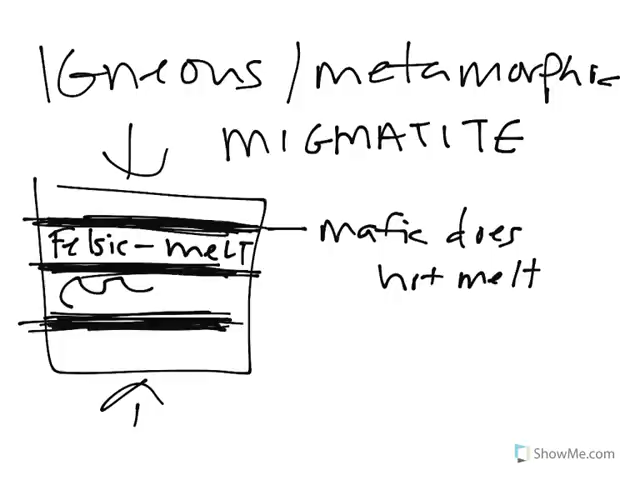 IGneous / metamorphic
MIGMATITE
Felsic - melT
mafic does
not melt
ShowMe.com